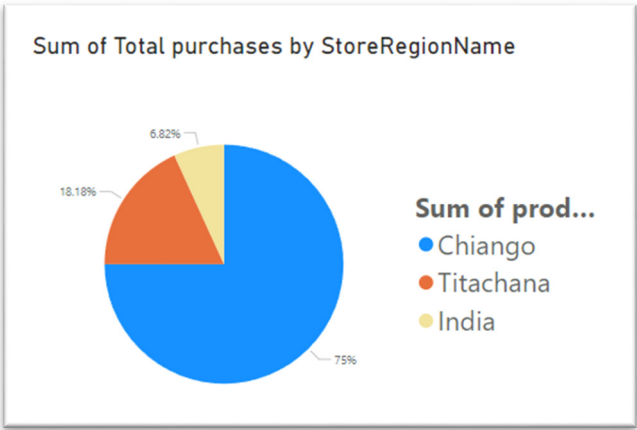 Sum of Total purchases by StoreRegionName
6.82%
18.18%
75%
Sum of prod...
Chiango
Titachana
India